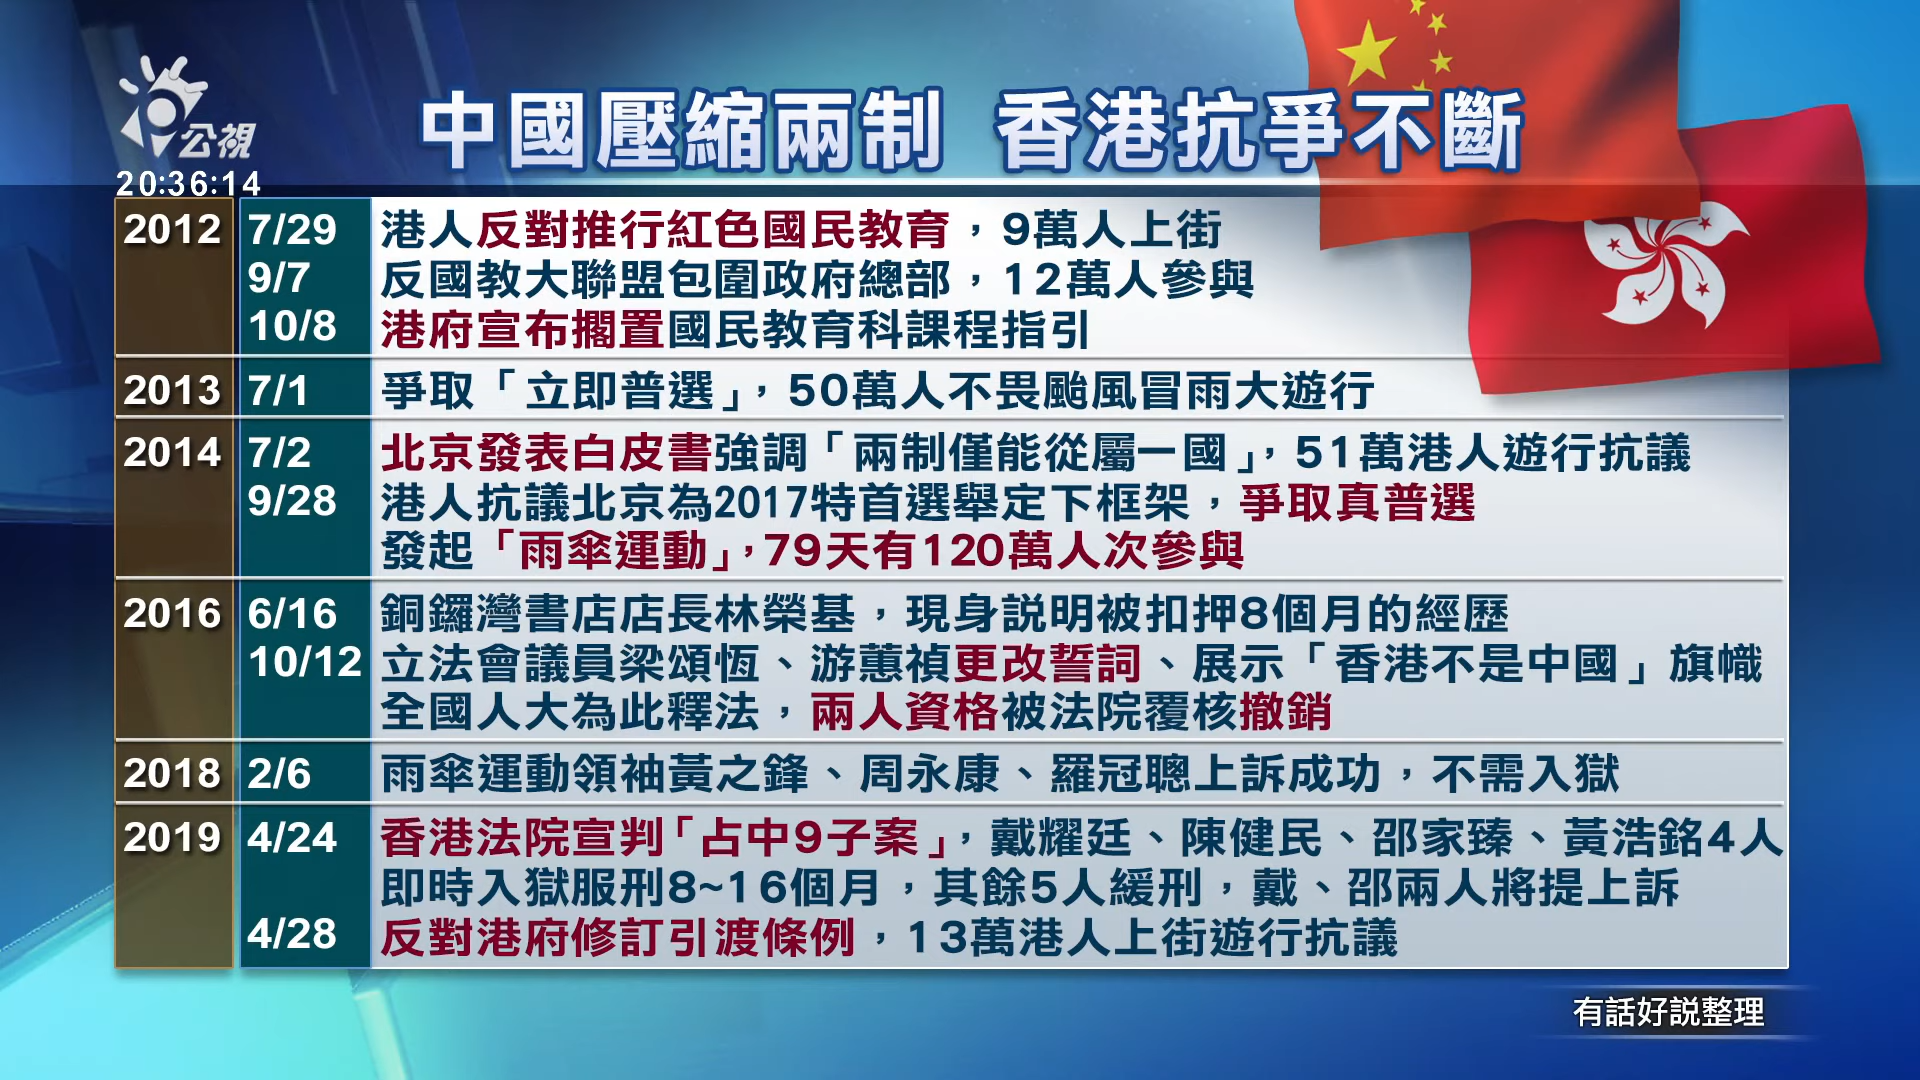 公視
20:36:14
中國壓縮兩制 香港抗爭不斷
2012 7/29 港人反對推行紅色國民教育，9萬人上街
9/7 反國教大聯盟包圍政府總部，12萬人參與
10/8 港府宣布擱置國民教育科課程指引
2013 7/1 爭取「立即普選」，50萬人不畏颱風冒雨大遊行
2014 7/2 北京發表白皮書強調「兩制僅能從屬一國」，51萬港人遊行抗議
9/28 港人抗議北京為2017特首選舉定下框架，爭取真普選
發起「雨傘運動」，79天有120萬人次參與
2016 6/16 銅鑼灣書店店長林榮基，現身説明被扣押8個月的經歷
10/12 立法會議員梁頌恆、游蕙禎更改誓詞、展示「香港不是中國」旗幟
全國人大為此釋法，兩人資格被法院覆核撤銷
2018 2/6 雨傘運動領袖黃之鋒、周永康、羅冠聰上訴成功，不需入獄
2019 4/24 香港法院宣判「占中9子案」，戴耀廷、陳健民、邵家臻、黃浩銘4人
即時入獄服刑8~16個月，其餘5人緩刑，戴、邵兩人將提上訴
4/28 反對港府修訂引渡條例，13萬港人上街遊行抗議
有話好説整理